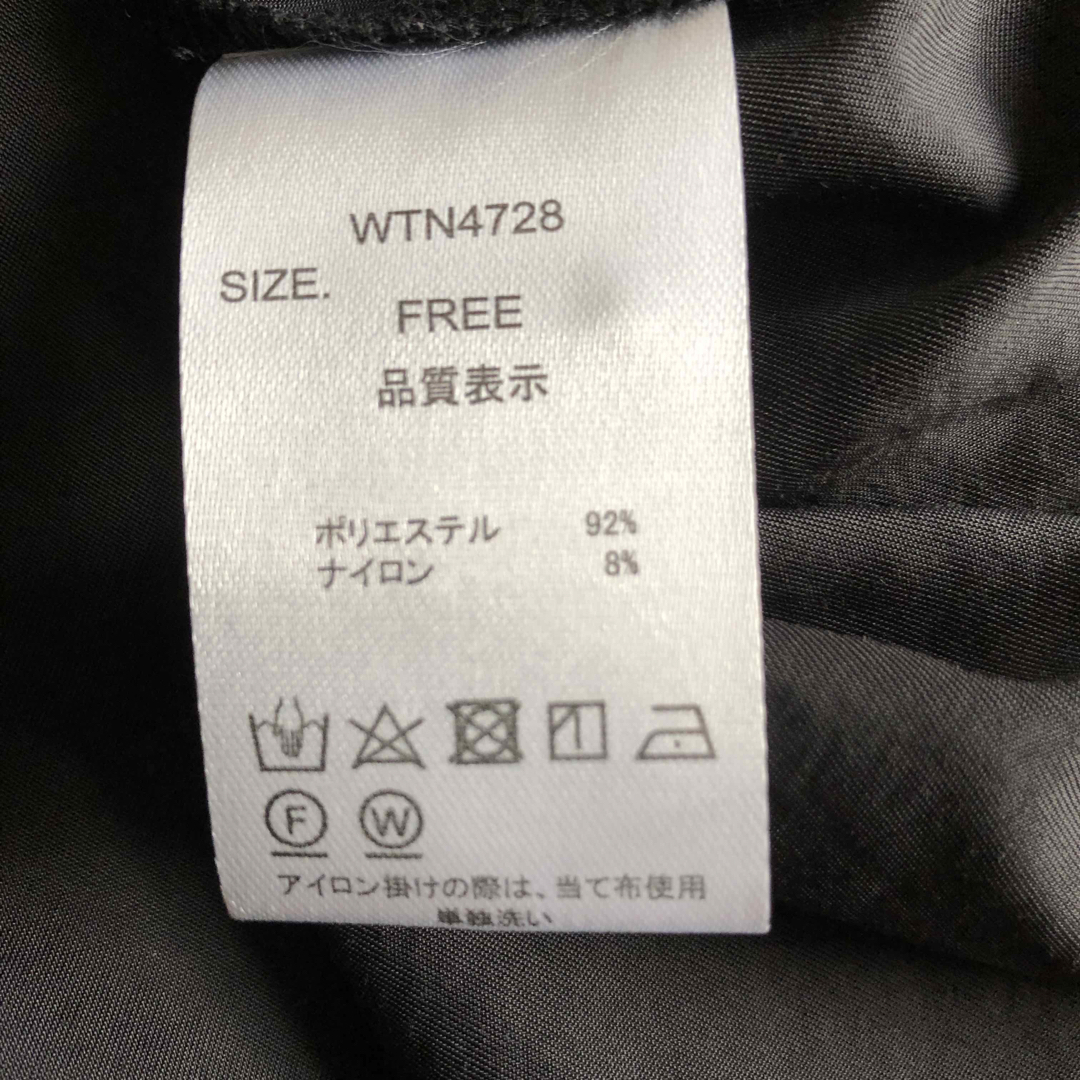 WTN4728
SIZE.
FREE
品質表示
ポリエステル 92%
ナイロン 8%
F W
アイロン掛けの際は、当て布使用
単独洗い